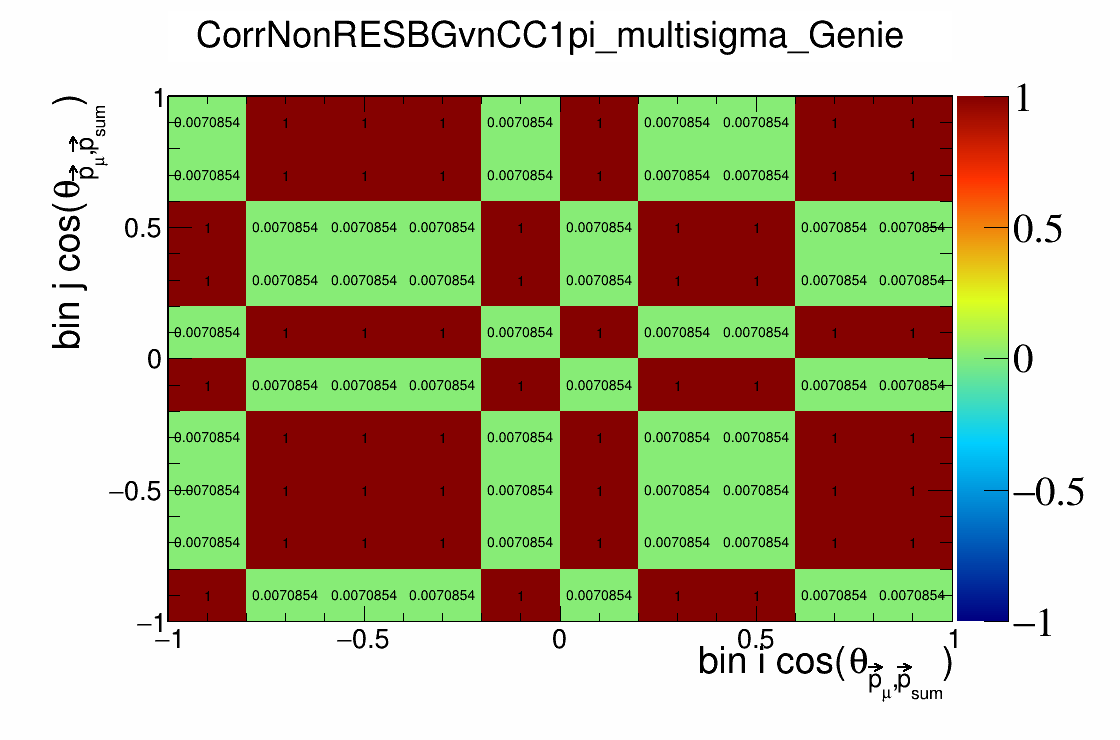 CorrNonRESBGvnCC1pi_multisigma_Genie
bin j cos(θ p⃗μ,p⃗sum)
1
0.0070854 1 1 1 0.0070854 1 0.0070854 0.0070854 1 1
0.0070854 1 1 1 0.0070854 1 0.0070854 0.0070854 1 1
0.5
1 0.0070854 0.0070854 0.0070854 1 0.0070854 1 1 0.0070854 0.0070854
1 0.0070854 0.0070854 0.0070854 1 0.0070854 1 1 0.0070854 0.0070854
0.0070854 1 1 1 0.0070854 1 0.0070854 0.0070854 1 1
0
1 0.0070854 0.0070854 0.0070854 1 0.0070854 1 1 0.0070854 0.0070854
0.0070854 1 1 1 0.0070854 1 0.0070854 0.0070854 1 1
−0.5
0.0070854 1 1 1 0.0070854 1 0.0070854 0.0070854 1 1
0.0070854 1 1 1 0.0070854 1 0.0070854 0.0070854 1 1
1 0.0070854 0.0070854 0.0070854 1 0.0070854 1 1 0.0070854 0.0070854
−1
−1 −0.5 0 0.5 1
bin i cos(θ p⃗μ,p⃗sum)
1
0.5
0
−0.5
−1